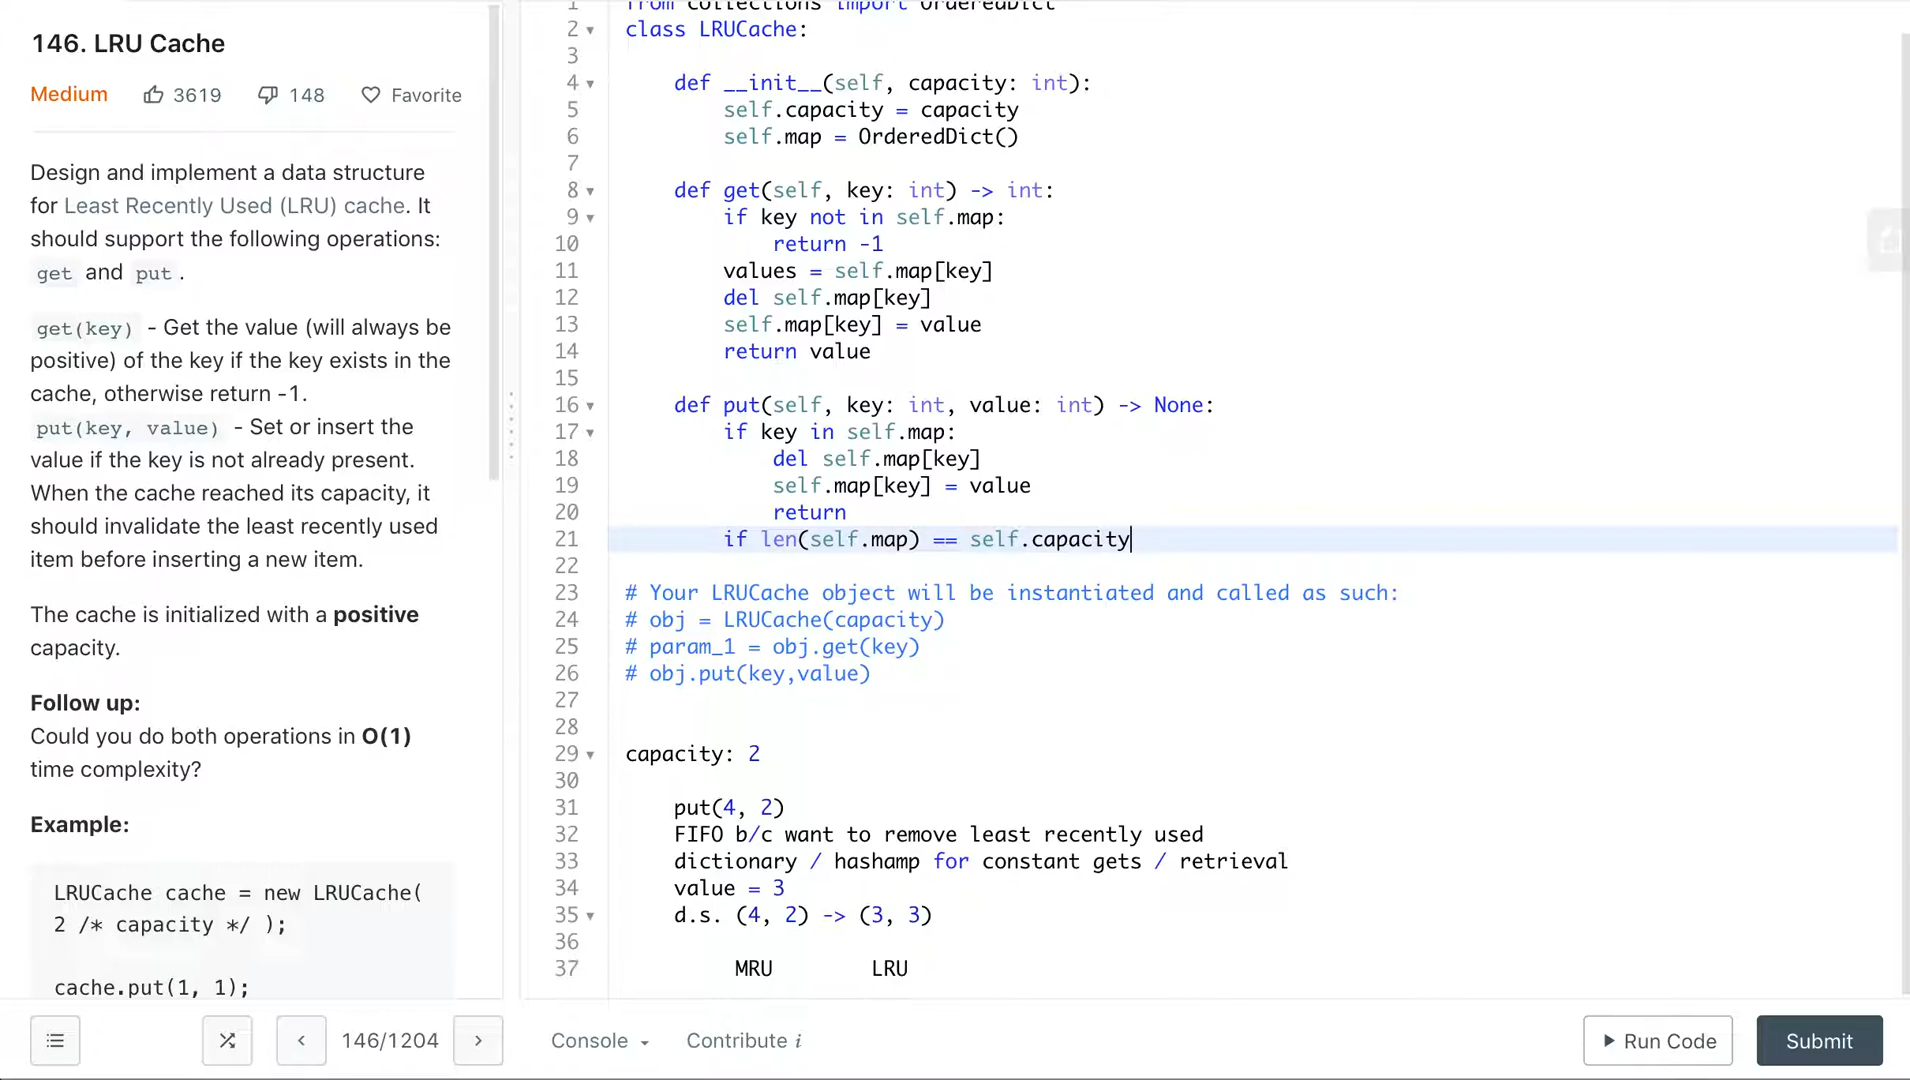 146. LRU Cache
Medium 3619 148 Favorite
Design and implement a data structure
for Least Recently Used (LRU) cache. It
should support the following operations:
get and put .
get(key) - Get the value (will always be
positive) of the key if the key exists in the
cache, otherwise return -1.
put(key, value) - Set or insert the
value if the key is not already present.
When the cache reached its capacity, it
should invalidate the least recently used
item before inserting a new item.
The cache is initialized with a positive
capacity.
Follow up:
Could you do both operations in O(1)
time complexity?
Example:
LRUCache cache = new LRUCache(
2 /* capacity */ );
cache.put(1, 1);
1 from collections import OrderedDict
2 class LRUCache:
3
4 def __init__(self, capacity: int):
5 self.capacity = capacity
6 self.map = OrderedDict()
7
8 def get(self, key: int) -> int:
9 if key not in self.map:
10 return -1
11 values = self.map[key]
12 del self.map[key]
13 self.map[key] = value
14 return value
15
16 def put(self, key: int, value: int) -> None:
17 if key in self.map:
18 del self.map[key]
19 self.map[key] = value
20 return
21 if len(self.map) == self.capacity
22
23 # Your LRUCache object will be instantiated and called as such:
24 # obj = LRUCache(capacity)
25 # param_1 = obj.get(key)
26 # obj.put(key,value)
27
28
29 capacity: 2
30
31 put(4, 2)
32 FIFO b/c want to remove least recently used
33 dictionary / hashamp for constant gets / retrieval
34 value = 3
35 d.s. (4, 2) -> (3, 3)
36
37 MRU LRU
146/1204 Console Contribute i Run Code Submit